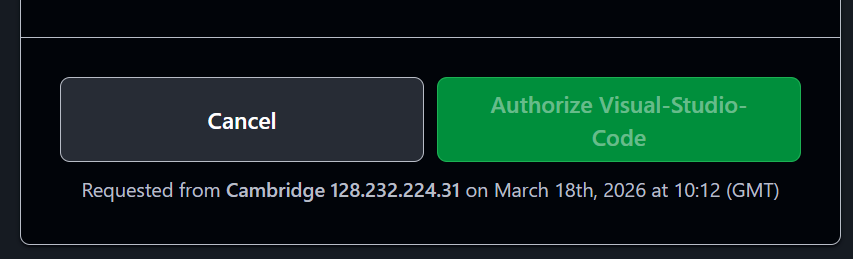 Cancel
Authorize Visual-Studio-
Code
Requested from Cambridge 128.232.224.31 on March 18th, 2026 at 10:12 (GMT)